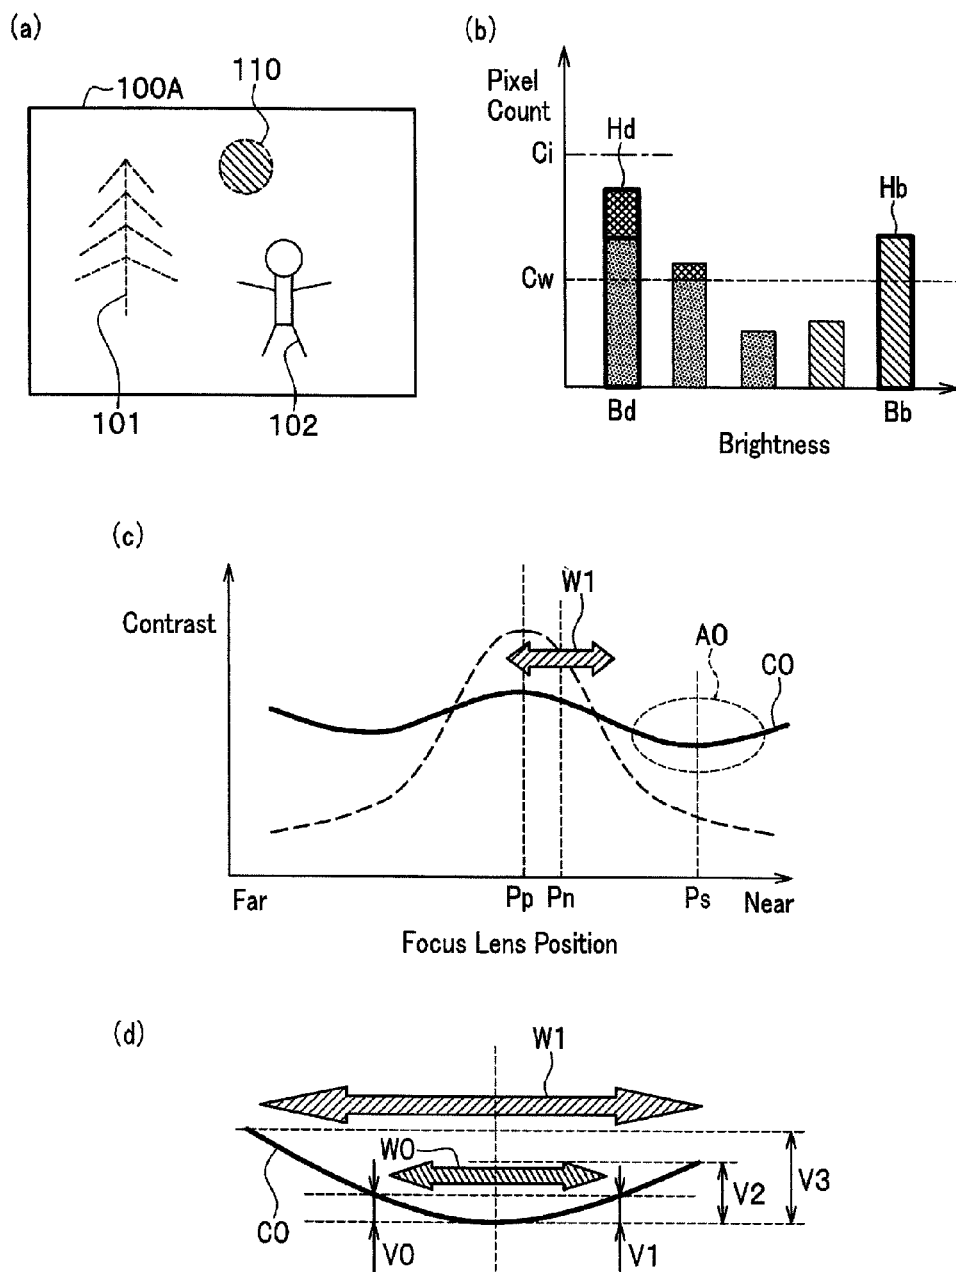 (a)
100A
110
101
102
(b)
Pixel
Count
Ci
Hd
Hb
Cw
Bd
Bb
Brightness
(c)
Contrast
W1
A0
C0
Far
Pp
Pn
Ps
Near
Focus Lens Position
(d)
W1
W0
C0
V0
V1
V2
V3